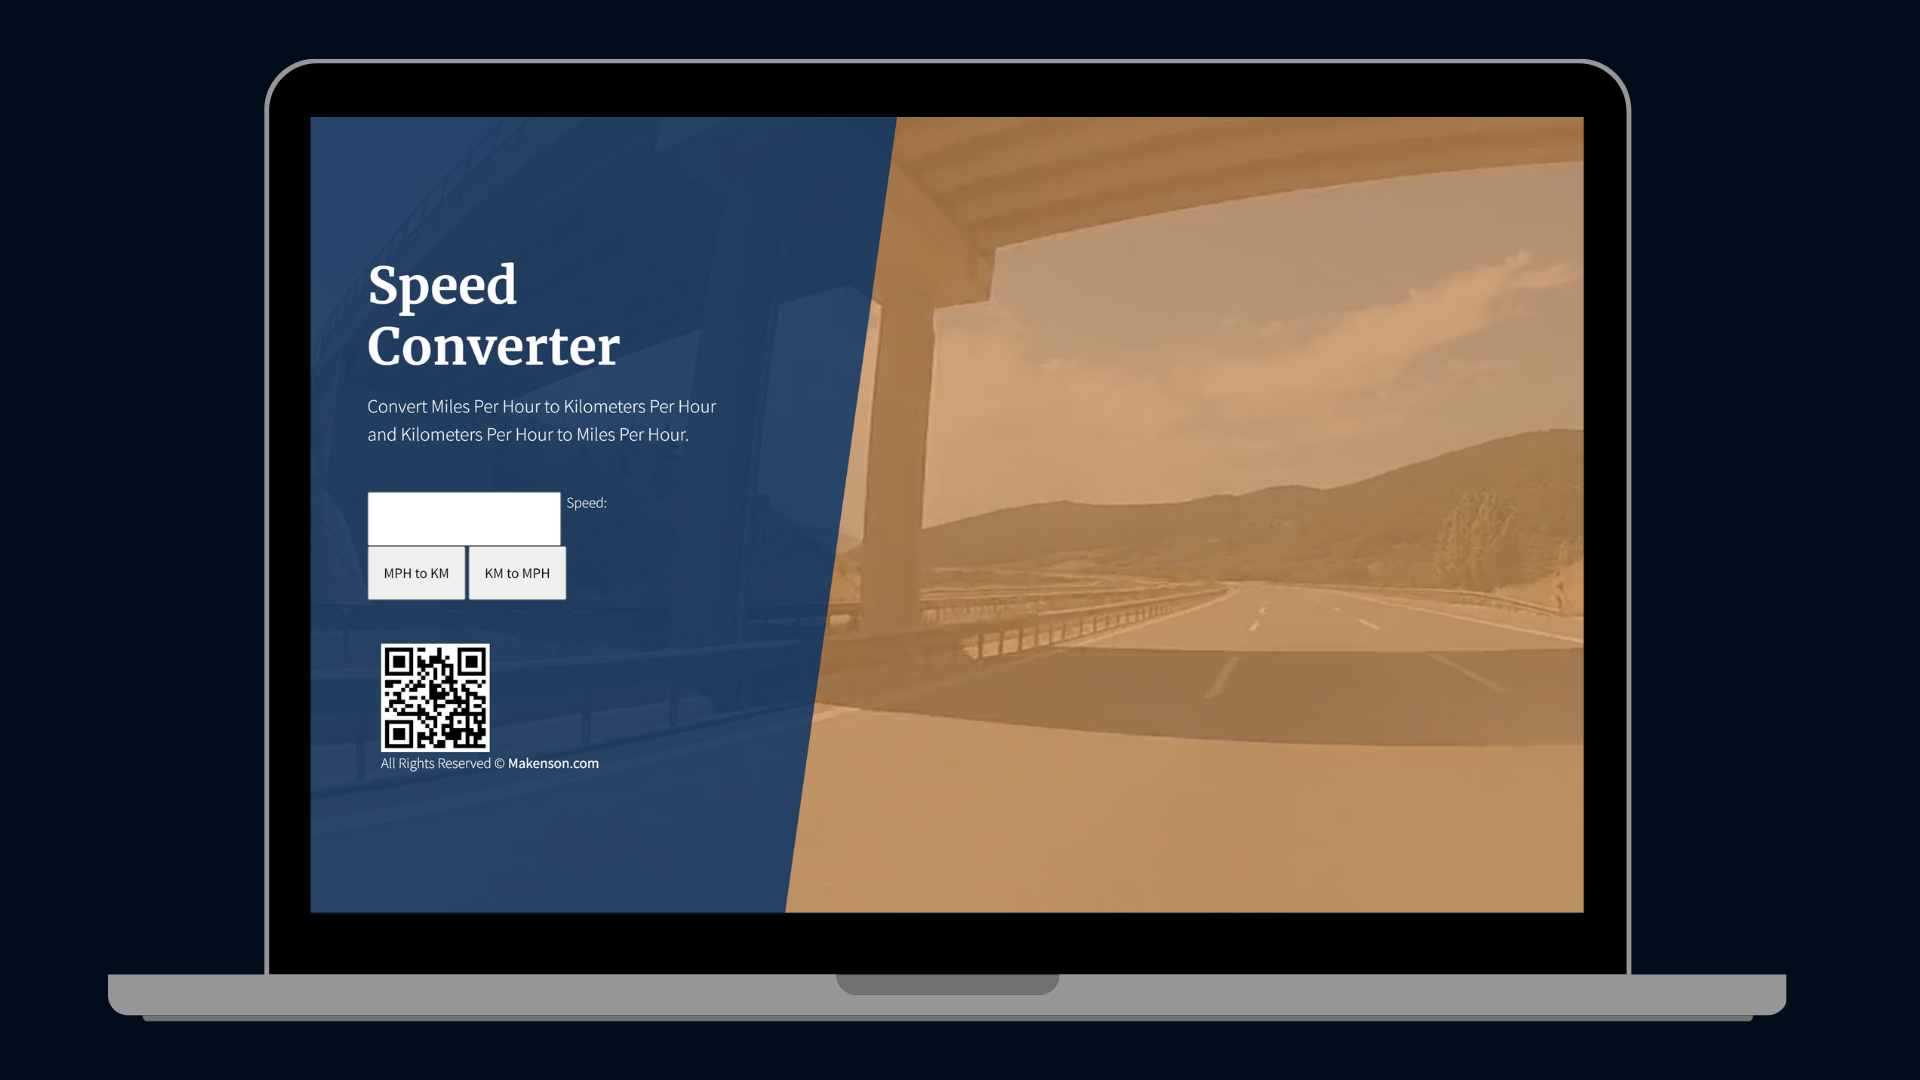 Speed
Converter
Convert Miles Per Hour to Kilometers Per Hour
and Kilometers Per Hour to Miles Per Hour.
Speed:
MPH to KM
KM to MPH
All Rights Reserved © Makenson.com